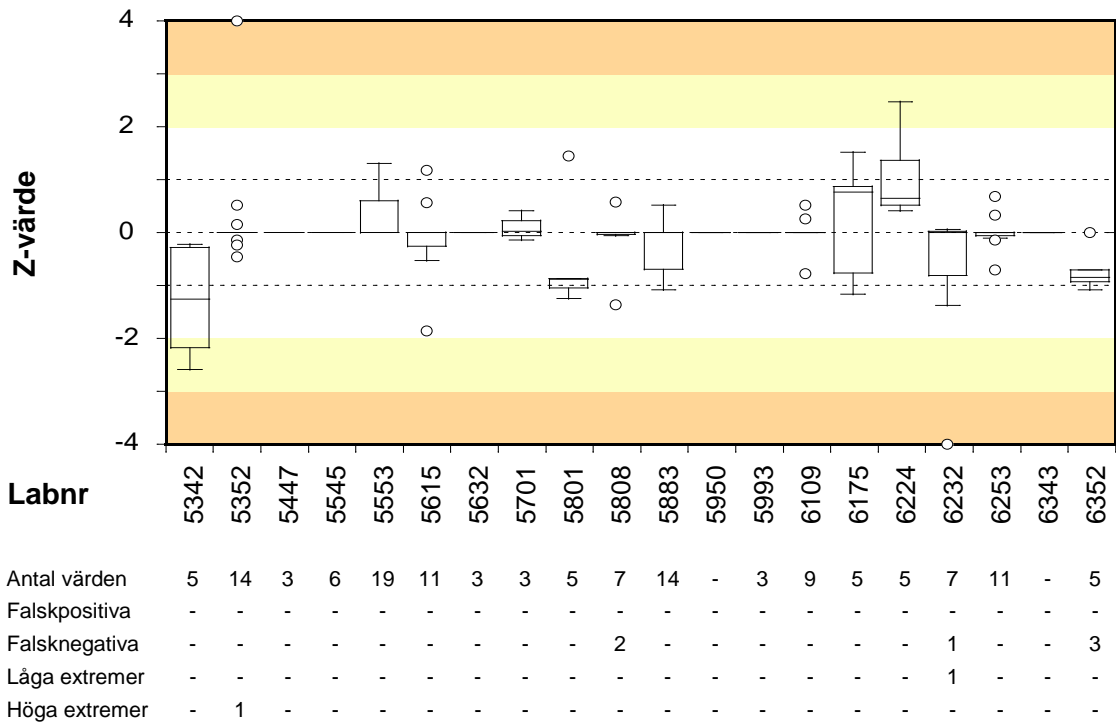 4
2
0
-2
-4
Z-värde
Labnr 5342 5352 5447 5545 5553 5615 5632 5701 5801 5808 5883 5950 5993 6109 6175 6224 6232 6253 6343 6352
Antal värden 5 14 3 6 19 11 3 3 5 7 14 - 3 9 5 5 7 11 - 5
Falskpositiva - - - - - - - - - - - - - - - - - - - -
Falsknegativa - - - - - - - - - 2 - - - - - - 1 - - 3
Låga extremer - - - - - - - - - - - - - - - - 1 - - -
Höga extremer - 1 - - - - - - - - - - - - - - - - - -